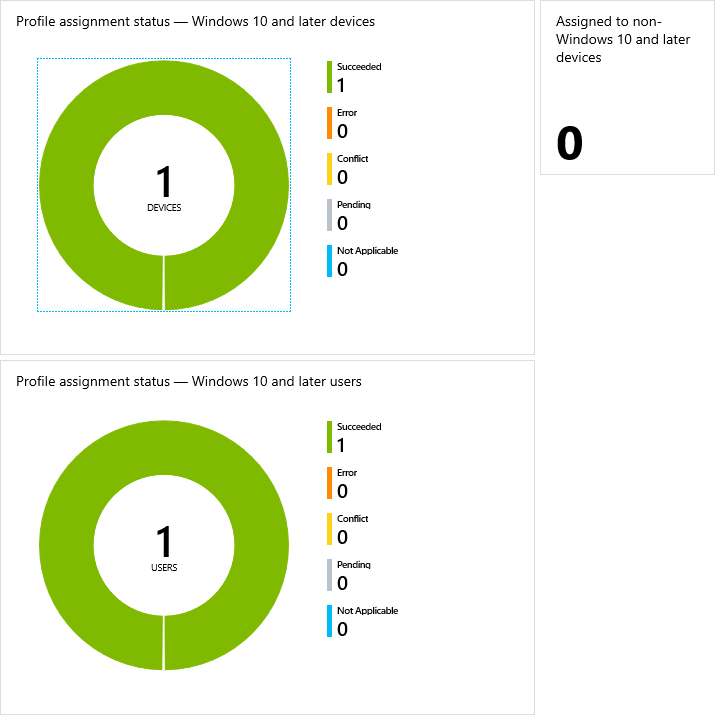 Profile assignment status — Windows 10 and later devices
1
DEVICES
Succeeded
1
Error
0
Conflict
0
Pending
0
Not Applicable
0
Assigned to non-
Windows 10 and later
devices
0
Profile assignment status — Windows 10 and later users
1
USERS
Succeeded
1
Error
0
Conflict
0
Pending
0
Not Applicable
0